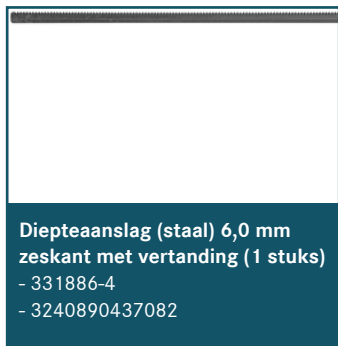 Diepteaanslag (staal) 6,0 mm
zeskant met vertanding (1 stuks)
- 331886-4
- 3240890437082